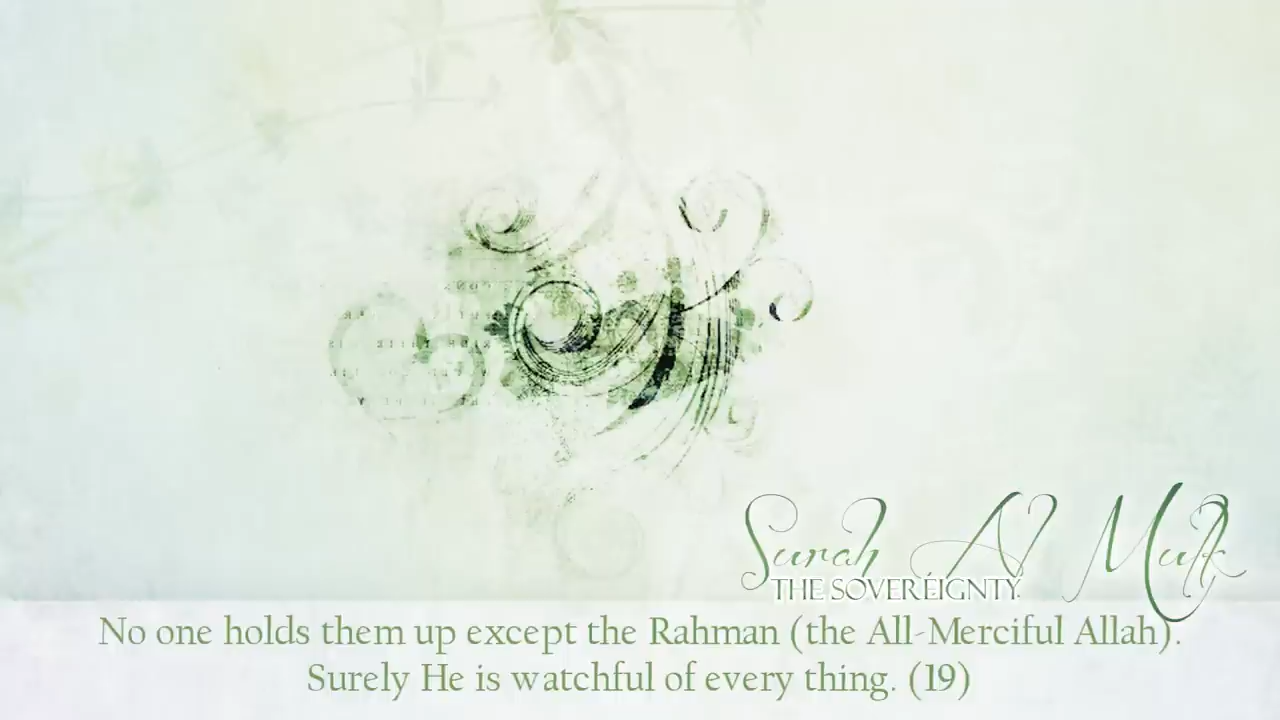 Surah Al Mulk
THE SOVEREIGNTY
No one holds them up except the Rahman (the All-Merciful Allah).
Surely He is watchful of every thing. (19)